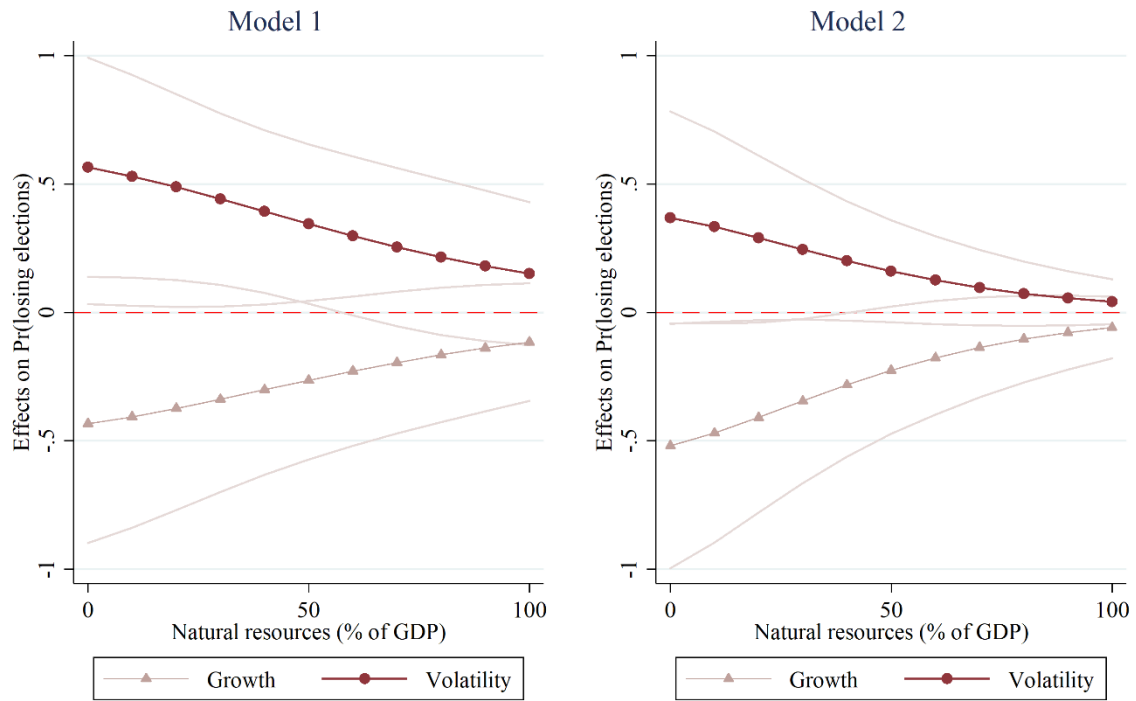 Model 1
Effects on Pr(losing elections)
1
.5
0
-.5
-1
0 50 100
Natural resources (% of GDP)
Growth Volatility
Model 2
Effects on Pr(losing elections)
1
.5
0
-.5
-1
0 50 100
Natural resources (% of GDP)
Growth Volatility